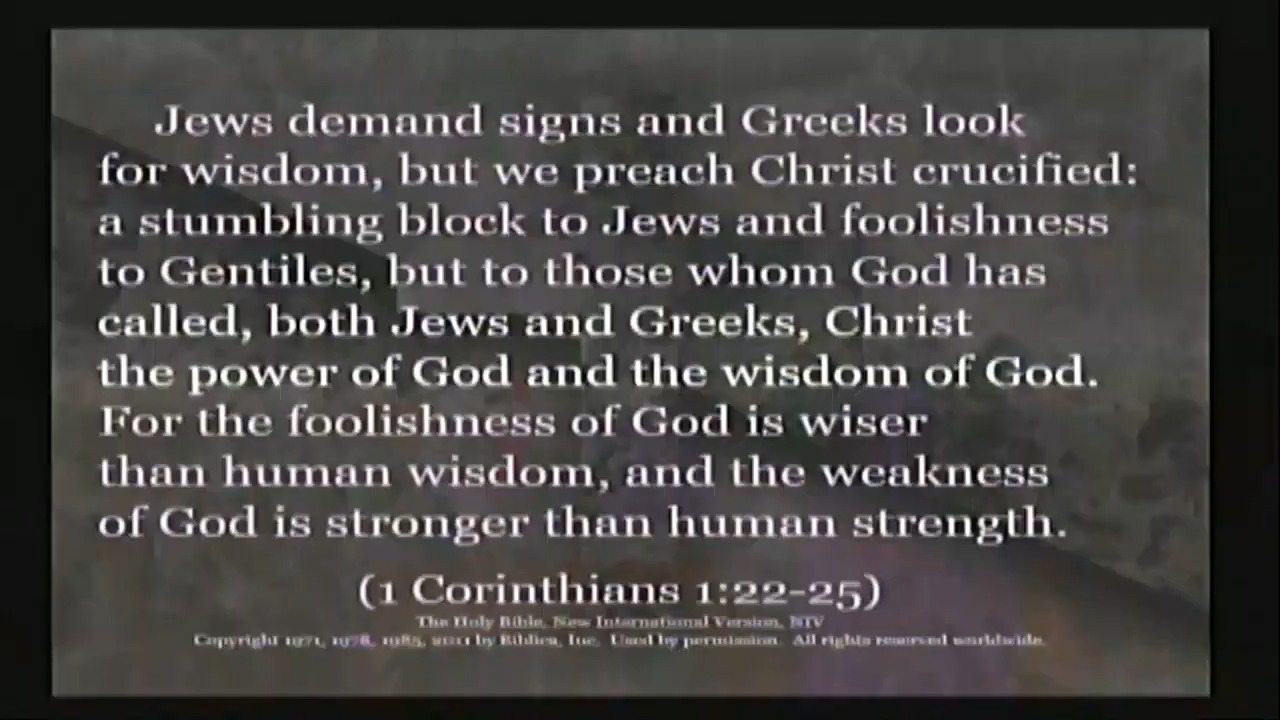 Jews demand signs and Greeks look
for wisdom, but we preach Christ crucified:
a stumbling block to Jews and foolishness
to Gentiles, but to those whom God has
called, both Jews and Greeks, Christ
the power of God and the wisdom of God.
For the foolishness of God is wiser
than human wisdom, and the weakness
of God is stronger than human strength.
(1 Corinthians 1:22-25)
The Holy Bible, New International Version, NIV
Copyright 1971, 1978, 1985, 2011 by Biblica, Inc. Used by permission. All rights reserved worldwide.